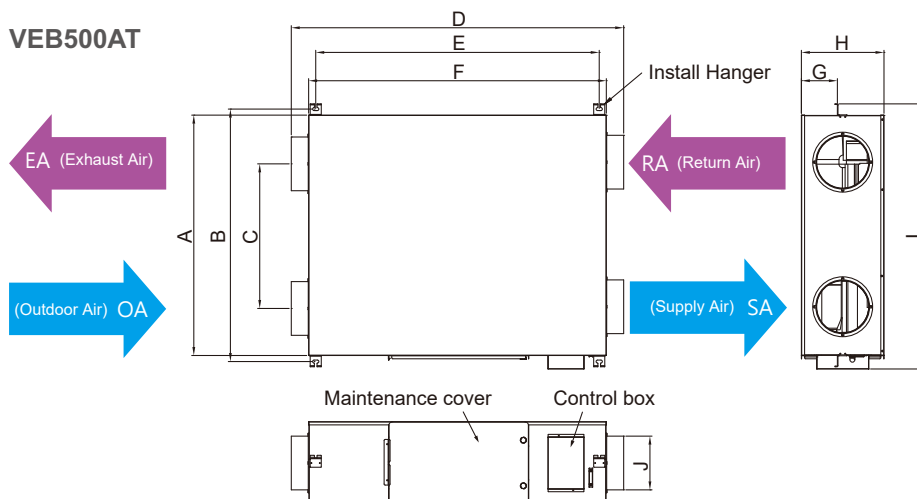 VEB500AT
D
E
F
Install Hanger
H
G
EA (Exhaust Air)
RA (Return Air)
A
B
C
I
(Outdoor Air) OA
(Supply Air) SA
Maintenance cover
Control box
J